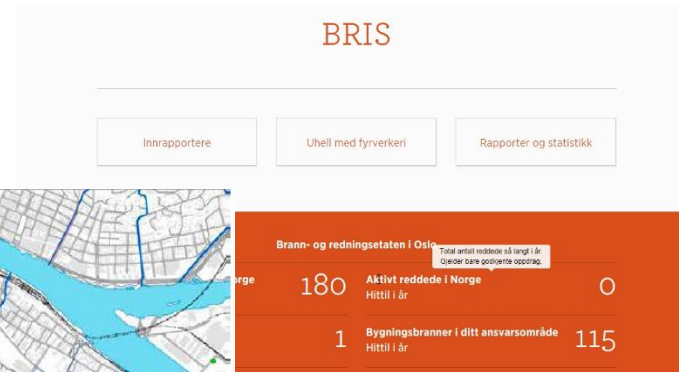 BRIS
Innrapportere
Uhell med fyrverkeri
Rapporter og statistikk
Brann- og redningsetaten i Oslo
Total antall reddede så langt i år.
Gjelder bare godkjente oppdrag.
orge
180
Aktivt reddede i Norge
Hittil i år
0
1
Bygningsbranner i ditt ansvarsområde
Hittil i år
115